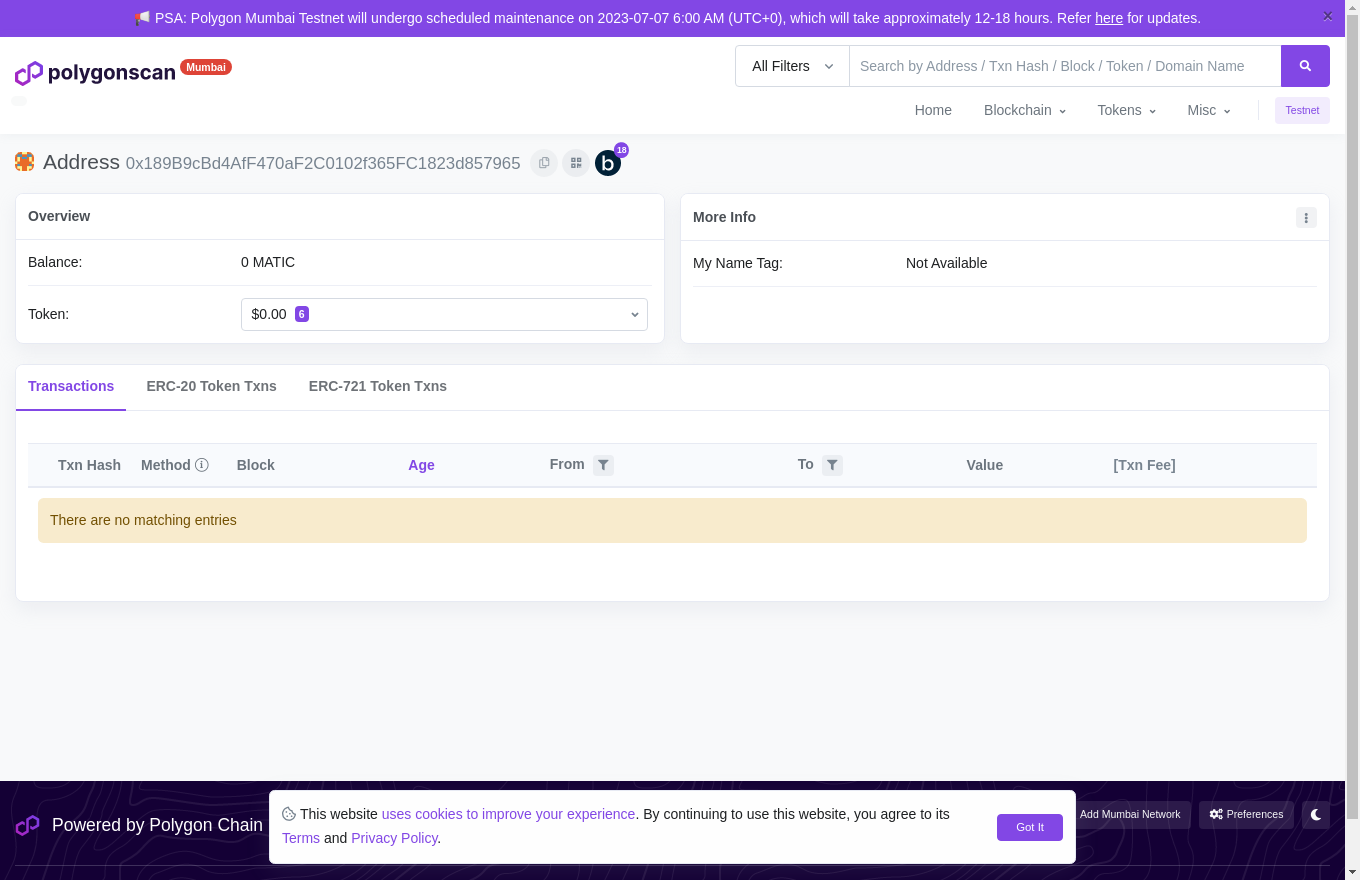 PSA: Polygon Mumbai Testnet will undergo scheduled maintenance on 2023-07-07 6:00 AM (UTC+0), which will take approximately 12-18 hours. Refer here for updates.
polygonscan Mumbai
All Filters
Search by Address / Txn Hash / Block / Token / Domain Name
Home Blockchain Tokens Misc Testnet
Address 0x189B9cBd4AfF470aF2C0102f365FC1823d857965 b 18
Overview
Balance: 0 MATIC
Token: $0.00 6
More Info
My Name Tag: Not Available
Transactions ERC-20 Token Txns ERC-721 Token Txns
Txn Hash Method Block Age From To Value [Txn Fee]
There are no matching entries
Powered by Polygon Chain
This website uses cookies to improve your experience. By continuing to use this website, you agree to its
Terms and Privacy Policy.
Got It
Add Mumbai Network Preferences